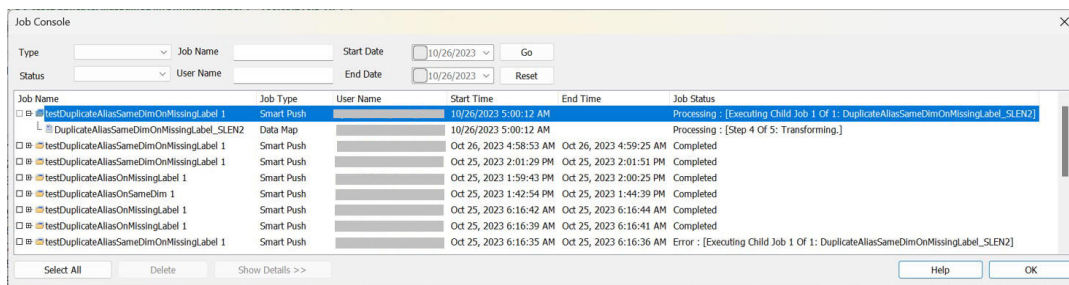 Job Console
Type Job Name Start Date 10/26/2023 Go
Status User Name End Date 10/26/2023 Reset
Job Name Job Type User Name Start Time End Time Job Status
testDuplicateAliasSameDimOnMissingLabel 1 Smart Push 10/26/2023 5:00:12 AM Processing : [Executing Child Job 1 Of 1: DuplicateAliasSameDimOnMissingLabel_SLEN2]
DuplicateAliasSameDimOnMissingLabel_SLEN2 Data Map 10/26/2023 5:00:12 AM Processing : [Step 4 Of 5: Transforming.]
testDuplicateAliasSameDimOnMissingLabel 1 Smart Push Oct 26, 2023 4:58:53 AM Oct 26, 2023 4:59:25 AM Completed
testDuplicateAliasSameDimOnMissingLabel 1 Smart Push Oct 25, 2023 2:01:29 PM Oct 25, 2023 2:01:51 PM Completed
testDuplicateAliasOnMissingLabel 1 Smart Push Oct 25, 2023 1:59:43 PM Oct 25, 2023 2:00:25 PM Completed
testDuplicateAliasOnSameDim 1 Smart Push Oct 25, 2023 1:42:54 PM Oct 25, 2023 1:44:39 PM Completed
testDuplicateAliasOnMissingLabel 1 Smart Push Oct 25, 2023 6:16:42 AM Oct 25, 2023 6:16:44 AM Completed
testDuplicateAliasOnMissingLabel 1 Smart Push Oct 25, 2023 6:16:39 AM Oct 25, 2023 6:16:41 AM Completed
testDuplicateAliasSameDimOnMissingLabel 1 Smart Push Oct 25, 2023 6:16:35 AM Oct 25, 2023 6:16:36 AM Error : [Executing Child Job 1 Of 1: DuplicateAliasSameDimOnMissingLabel_SLEN2]
Select All Delete Show Details >> Help OK